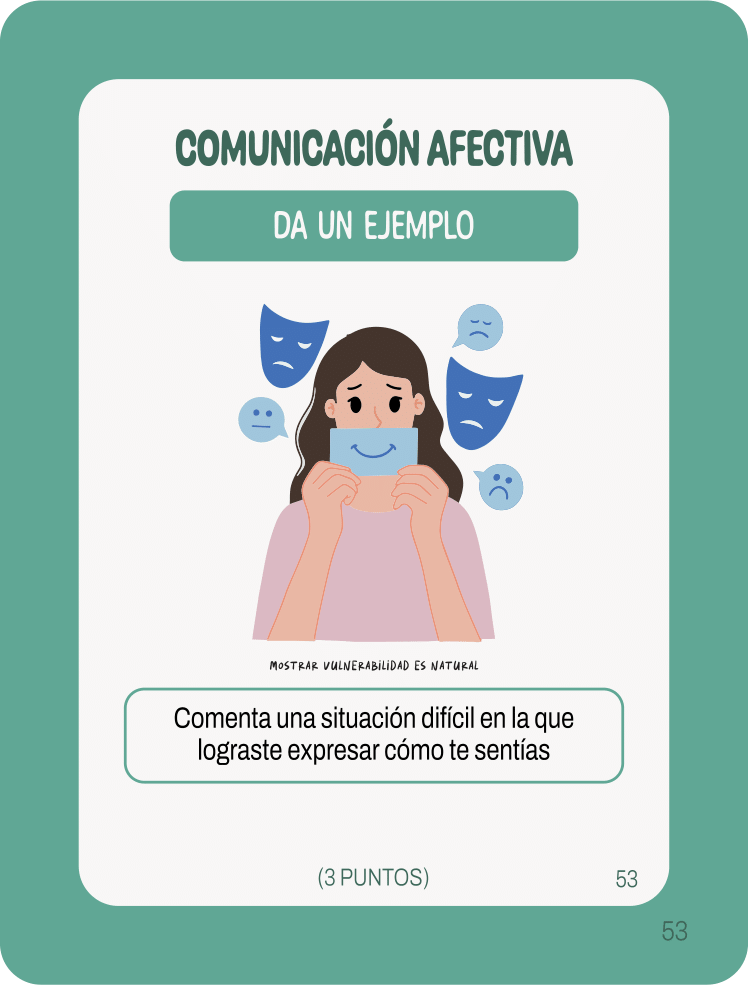 COMUNICACIÓN AFECTIVA
DA UN EJEMPLO
MOSTRAR VULNERABILIDAD ES NATURAL
Comenta una situación difícil en la que
lograste expresar cómo te sentías
(3 PUNTOS)
53
53